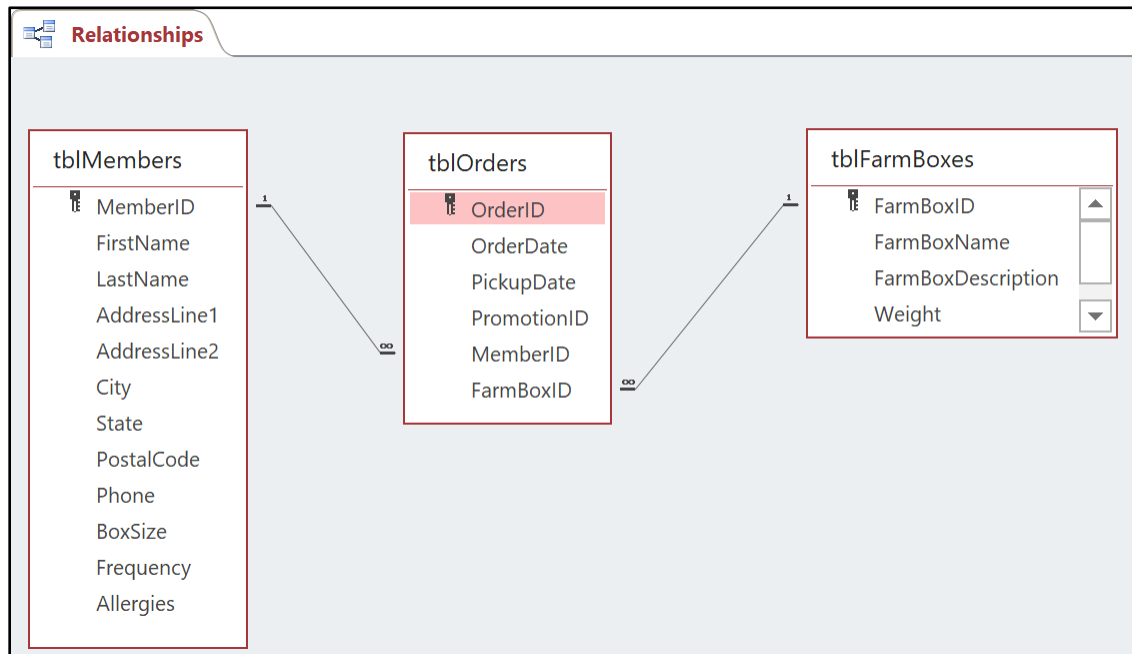 Relationships
tblMembers
MemberID
FirstName
LastName
AddressLine1
AddressLine2
City
State
PostalCode
Phone
BoxSize
Frequency
Allergies
1
∞
tblOrders
OrderID
OrderDate
PickupDate
PromotionID
MemberID
FarmBoxID
1
∞
tblFarmBoxes
FarmBoxID
FarmBoxName
FarmBoxDescription
Weight